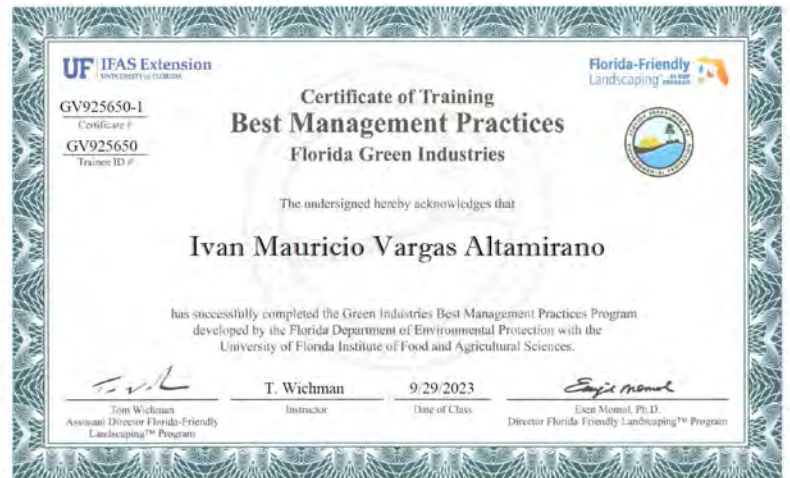 UF IFAS Extension
UNIVERSITY of FLORIDA
Florida-Friendly
Landscaping
PROGRAM
GV925650-1
Certificate #
GV925650
Trainee ID #
Certificate of Training
Best Management Practices
Florida Green Industries
The undersigned hereby acknowledges that
Ivan Mauricio Vargas Altamirano
has successfully completed the Green Industries Best Management Practices Program
developed by the Florida Department of Environmental Protection with the
University of Florida Institute of Food and Agricultural Sciences.
T. Wichman
9/29/2023
Tom Wichman
Assistant Director Florida-Friendly
Landscaping™ Program
Instructor
Date of Class
Esen Momol, Ph.D.
Director Florida Friendly Landscaping™ Program